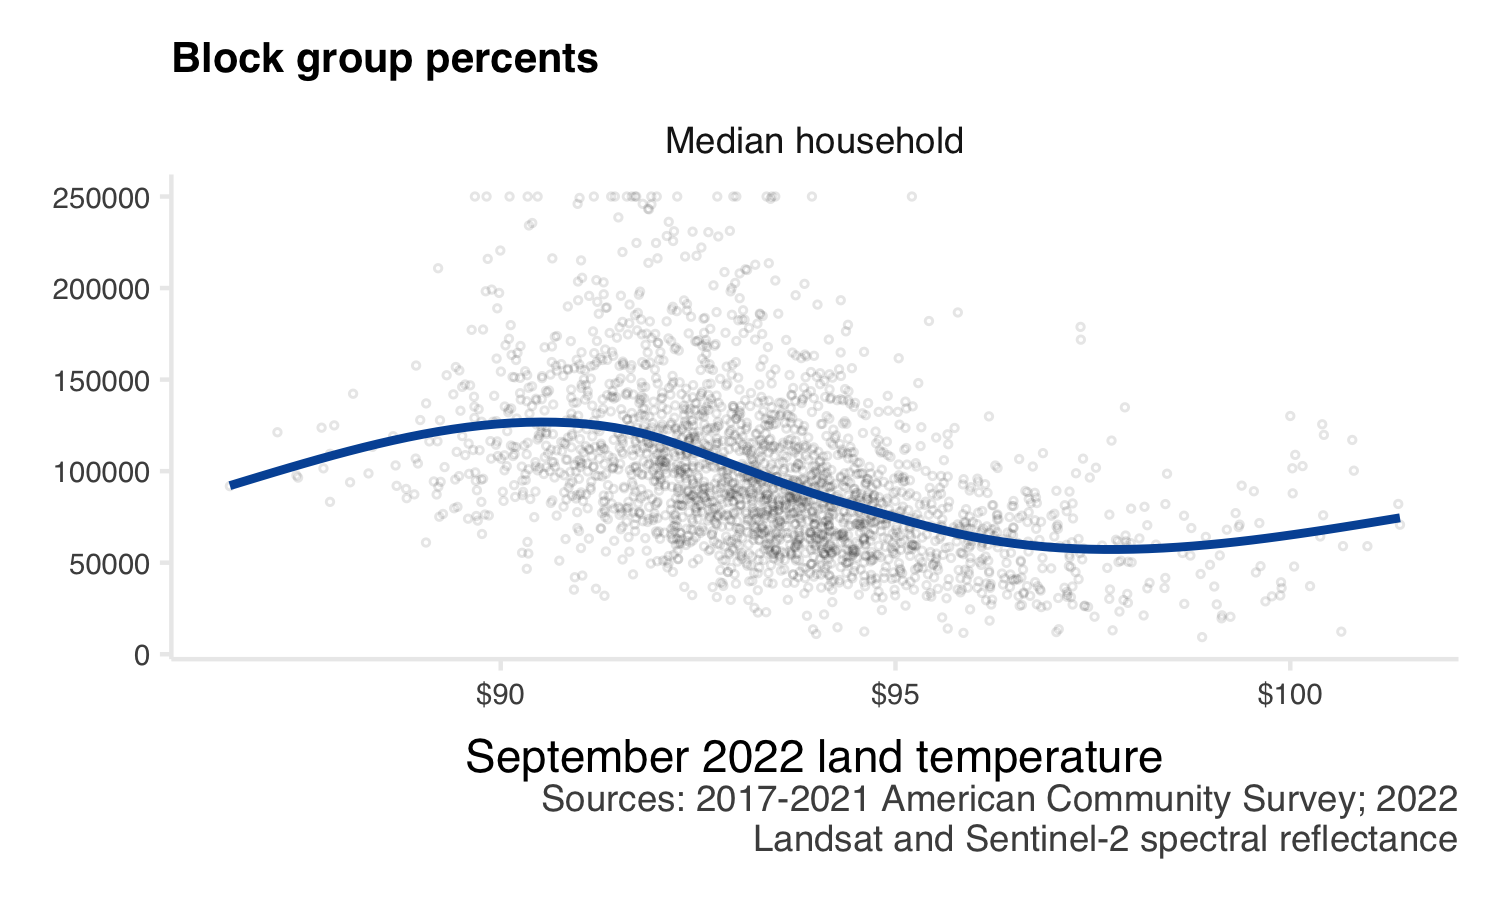 Block group percents
Median household
250000
200000
150000
100000
50000
0
$90 $95 $100
September 2022 land temperature
Sources: 2017-2021 American Community Survey; 2022
Landsat and Sentinel-2 spectral reflectance